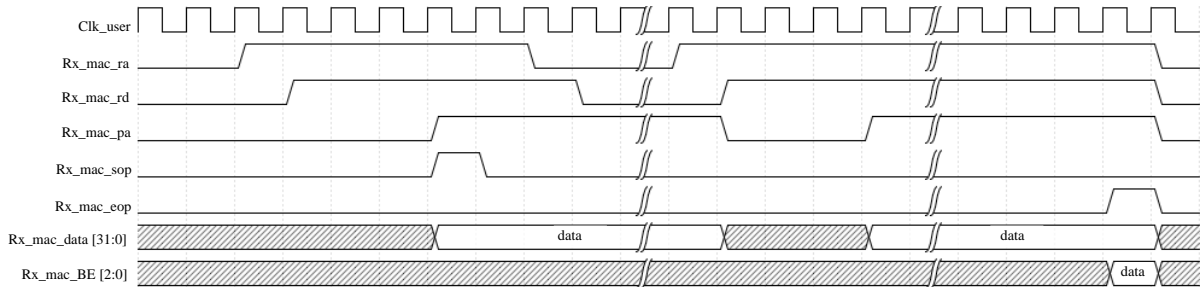 Clk_user
Rx_mac_ra
Rx_mac_rd
Rx_mac_pa
Rx_mac_sop
Rx_mac_eop
Rx_mac_data [31:0] data data
Rx_mac_BE [2:0] data